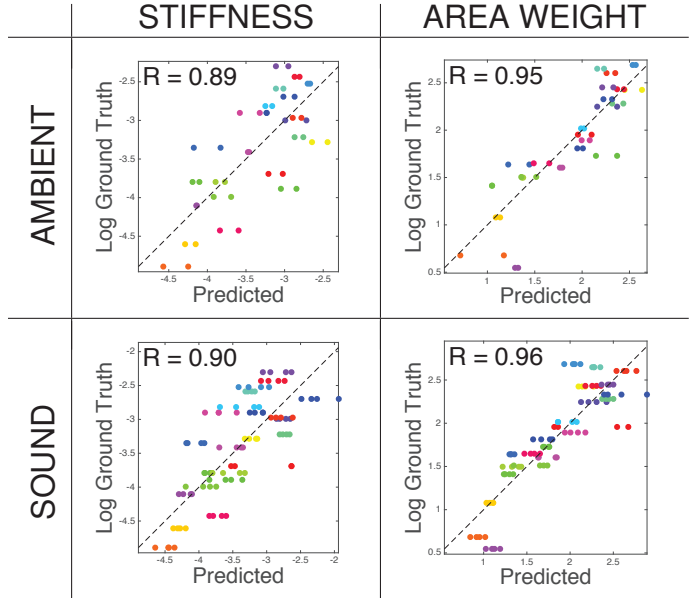 STIFFNESS
AREA WEIGHT
AMBIENT
R = 0.89
Log Ground Truth
-2.5
-3
-3.5
-4
-4.5
-4.5
-4
-3.5
-3
-2.5
Predicted
R = 0.95
Log Ground Truth
2.5
2
1.5
1
0.5
1
1.5
2
2.5
Predicted
SOUND
R = 0.90
Log Ground Truth
-2
-2.5
-3
-3.5
-4
-4.5
-4.5
-4
-3.5
-3
-2.5
-2
Predicted
R = 0.96
Log Ground Truth
2.5
2
1.5
1
0.5
1
1.5
2
2.5
Predicted